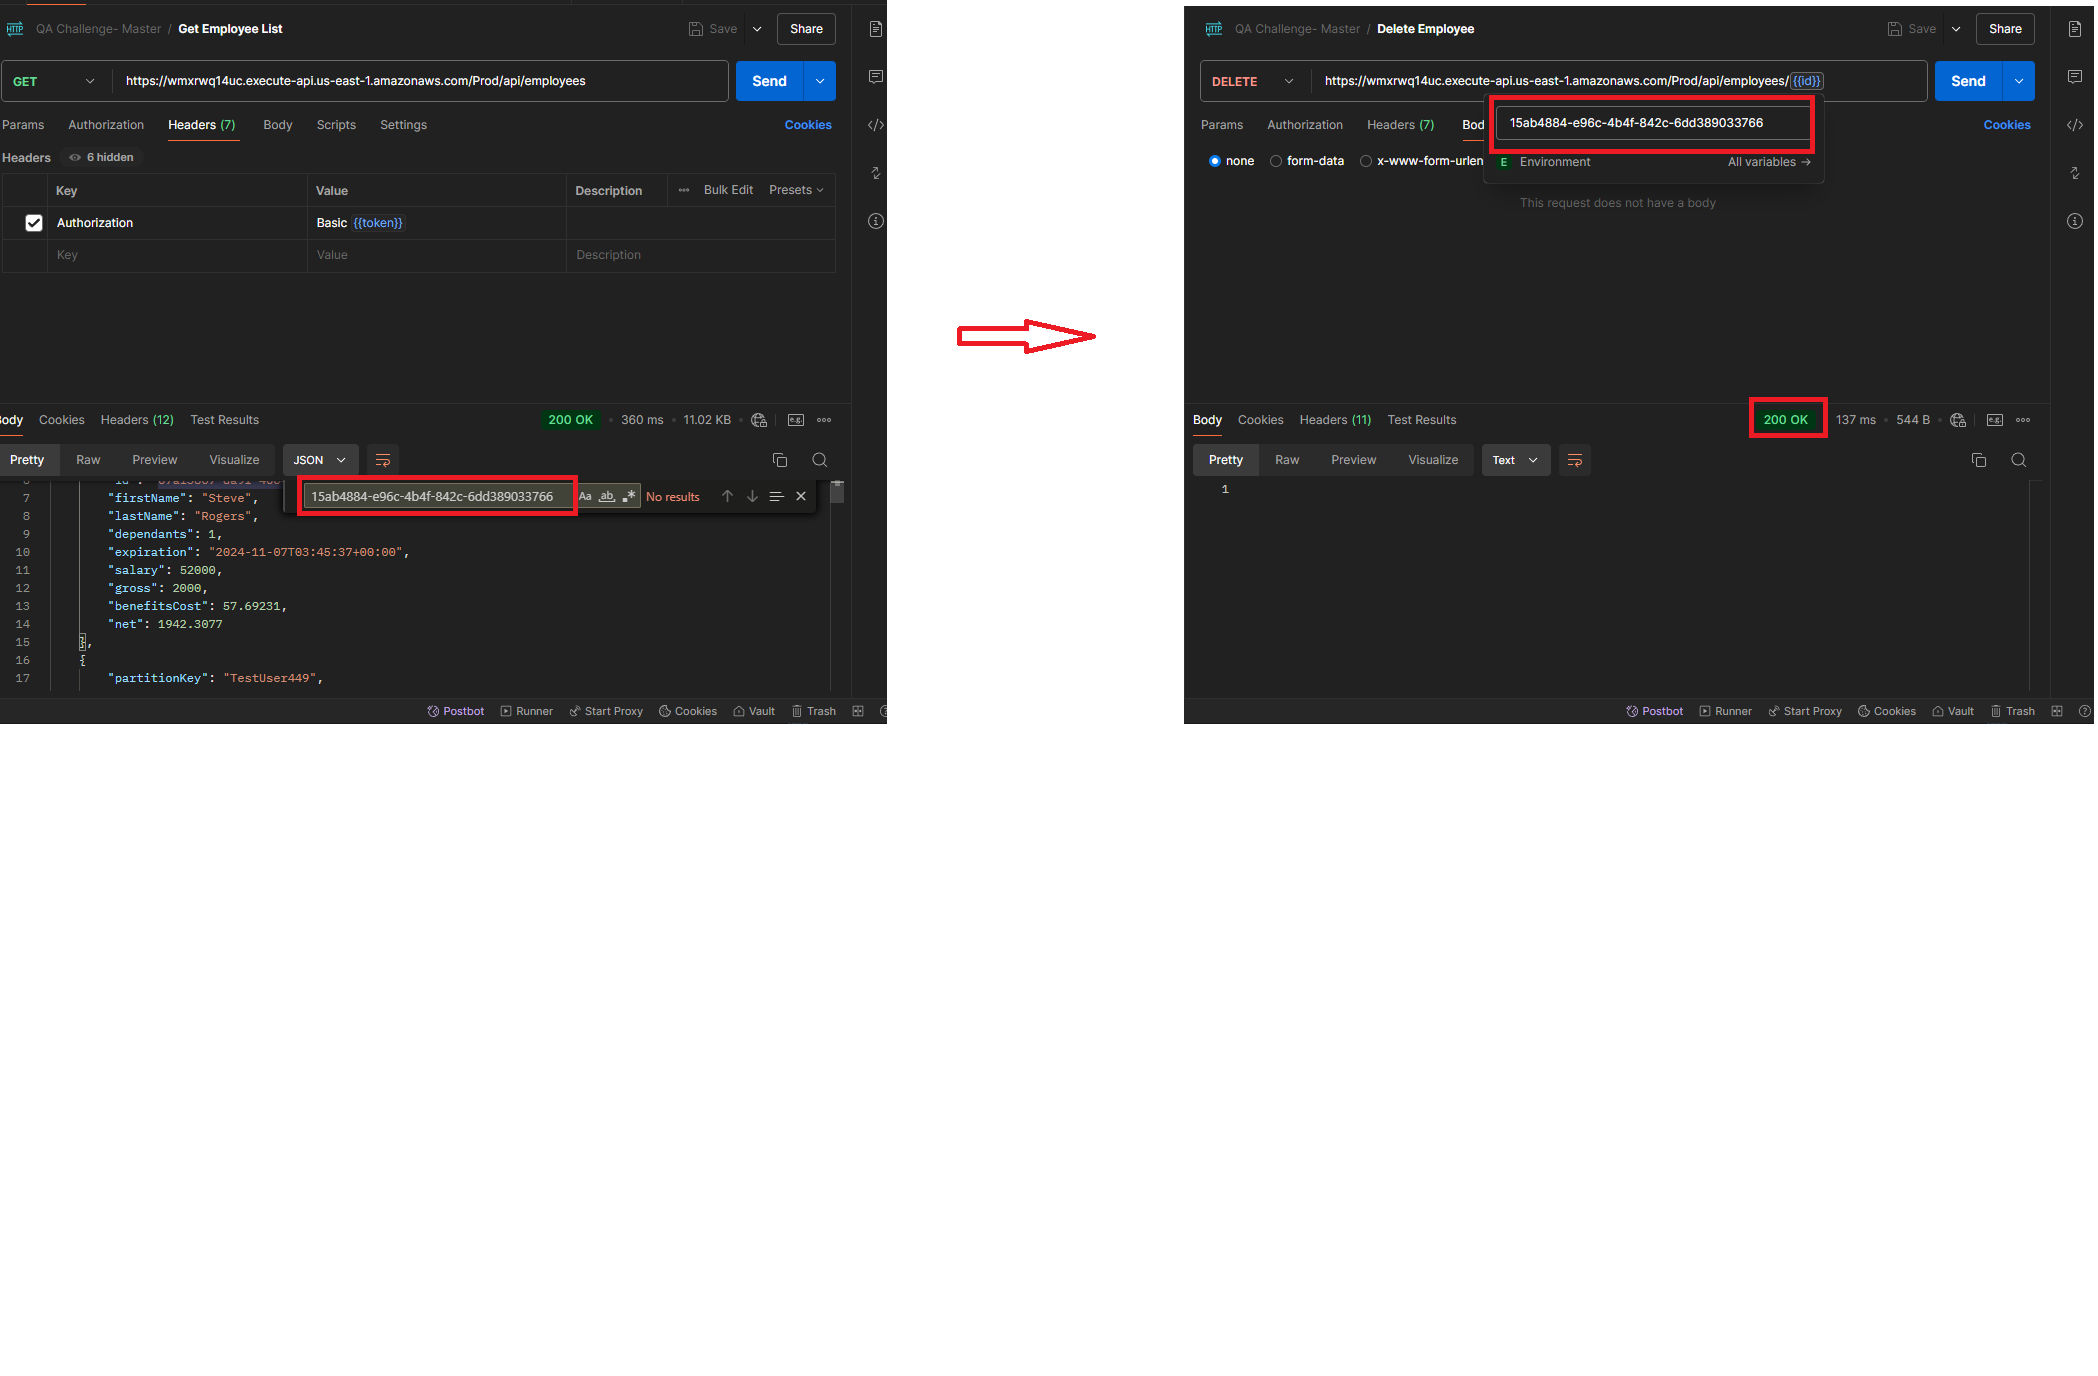 HTTP QA Challenge- Master / Get Employee List Save Share
GET https://wmxrwq14uc.execute-api.us-east-1.amazonaws.com/Prod/api/employees Send
Params Authorization Headers (7) Body Scripts Settings Cookies
Headers 6 hidden
Key Value Description Bulk Edit Presets
Authorization Basic {{token}}
Key Value Description
Body Cookies Headers (12) Test Results 200 OK 360 ms 11.02 KB e.g.
Pretty Raw Preview Visualize JSON
15ab4884-e96c-4b4f-842c-6dd389033766 Aa ab .* No results
7 "firstName": "Steve",
8 "lastName": "Rogers",
9 "dependants": 1,
10 "expiration": "2024-11-07T03:45:37+00:00",
11 "salary": 52000,
12 "gross": 2000,
13 "benefitsCost": 57.69231,
14 "net": 1942.3077
15 },
16 {
17 "partitionKey": "TestUser449",
Postbot Runner Start Proxy Cookies Vault Trash
HTTP QA Challenge- Master / Delete Employee Save Share
DELETE https://wmxrwq14uc.execute-api.us-east-1.amazonaws.com/Prod/api/employees/{{id}} Send
Params Authorization Headers (7) Bod 15ab4884-e96c-4b4f-842c-6dd389033766 Cookies
none form-data x-www-form-urlen E Environment All variables →
This request does not have a body
Body Cookies Headers (11) Test Results 200 OK 137 ms 544 B e.g.
Pretty Raw Preview Visualize Text
1
Postbot Runner Start Proxy Cookies Vault Trash